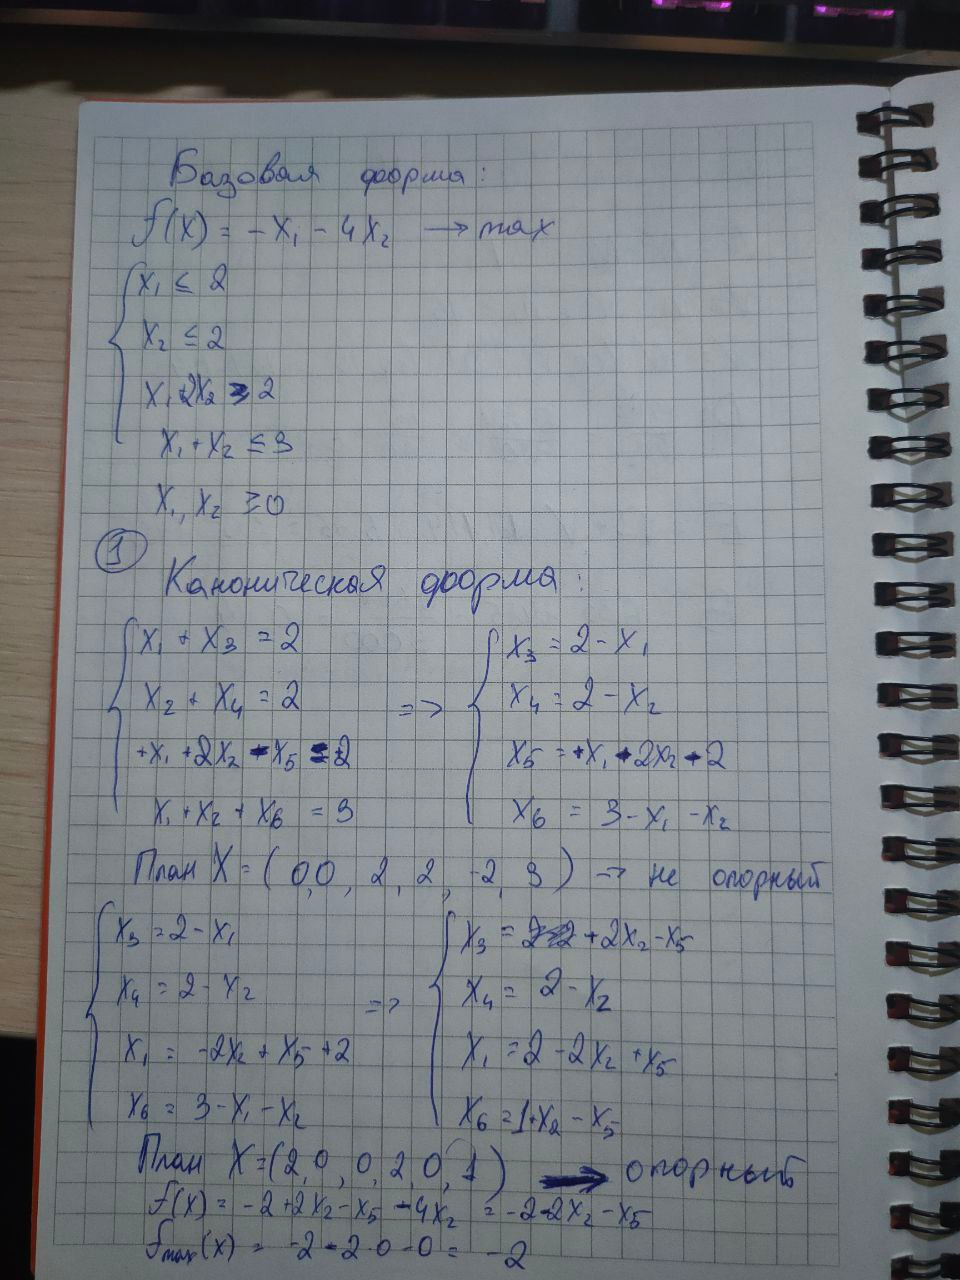 Базовая форма:
f(x) = -x₁ - 4x₂ → max
{ x₁ ≤ 2
x₂ ≤ 2
x₁ + 2x₂ ≥ 2
x₁ + x₂ ≤ 3
x₁, x₂ ≥ 0
① Каноническая форма:
{ x₁ + x₃ = 2 => { x₃ = 2 - x₁
x₂ + x₄ = 2 x₄ = 2 - x₂
+x₁ + 2x₂ - x₅ = 2 x₅ = +x₁ + 2x₂ - 2
x₁ + x₂ + x₆ = 3 x₆ = 3 - x₁ - x₂
План X = (0,0, 2, 2, -2, 3) → не опорный
{ x₃ = 2 - x₁ => { x₃ = 2-2 + 2x₂ - x₅
x₄ = 2 - x₂ x₄ = 2 - x₂
x₁ = -2x₂ + x₅ + 2 x₁ = 2 - 2x₂ + x₅
x₆ = 3 - x₁ - x₂ x₆ = 1 + x₂ - x₅
План X = (2, 0, 0, 2, 0, 1) → опорный
f(x) = -2 + 2x₂ - x₅ - 4x₂ = -2 - 2x₂ - x₅
fmax(x) = -2 - 2·0 - 0 = -2